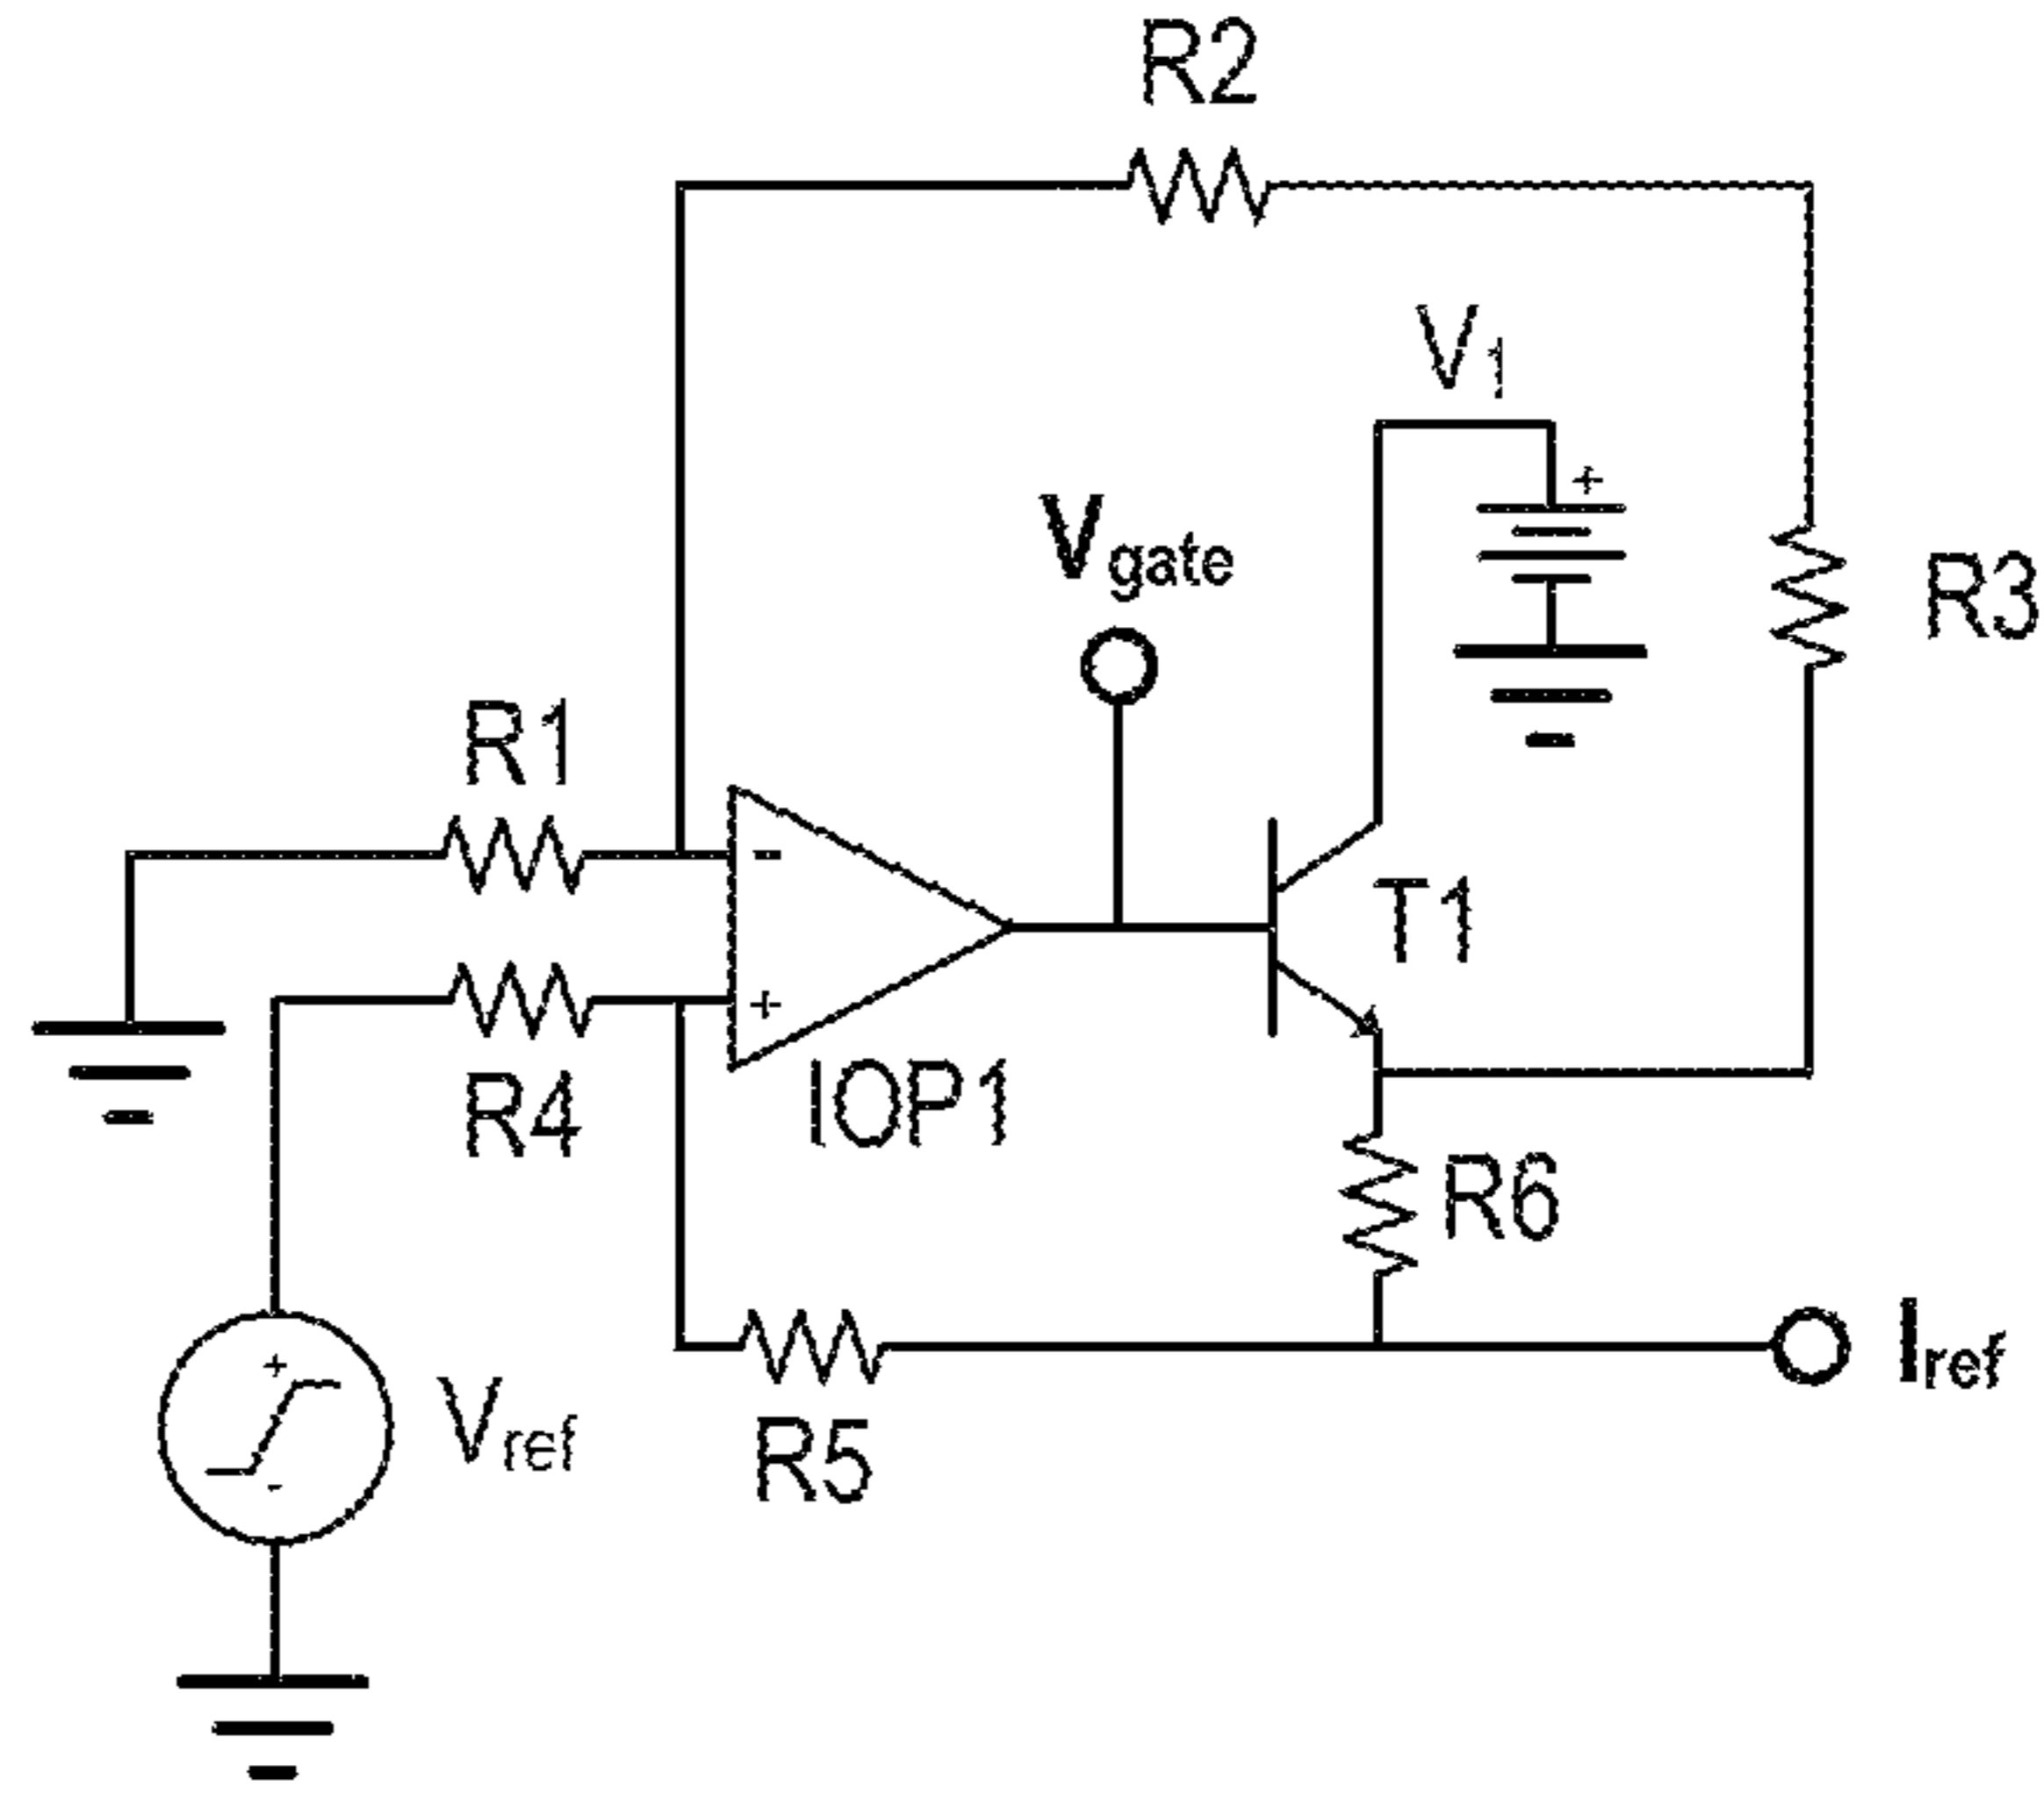 R2
V1
+
Vgate
R3
R1
-
T1
+
R4
IOP1
R6
+
Vref
-
Iref
R5